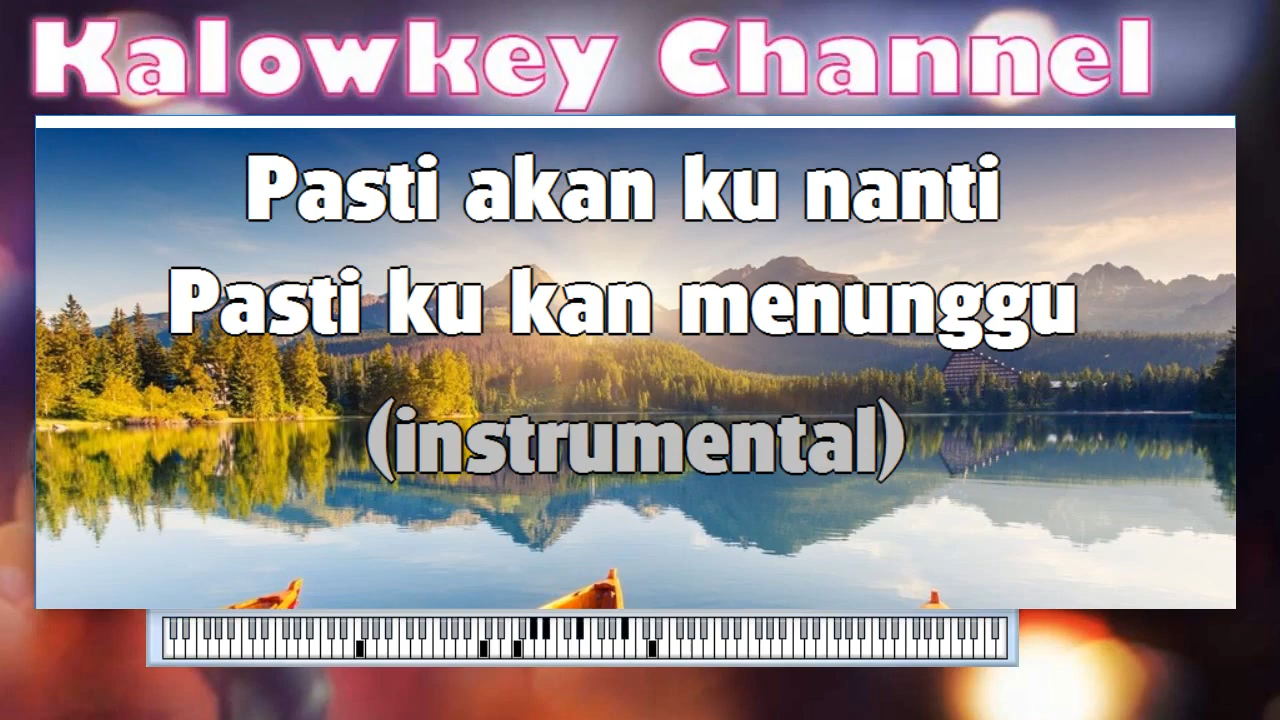 Kalowkey Channel
Pasti akan ku nanti
Pasti ku kan menunggu
(instrumental)